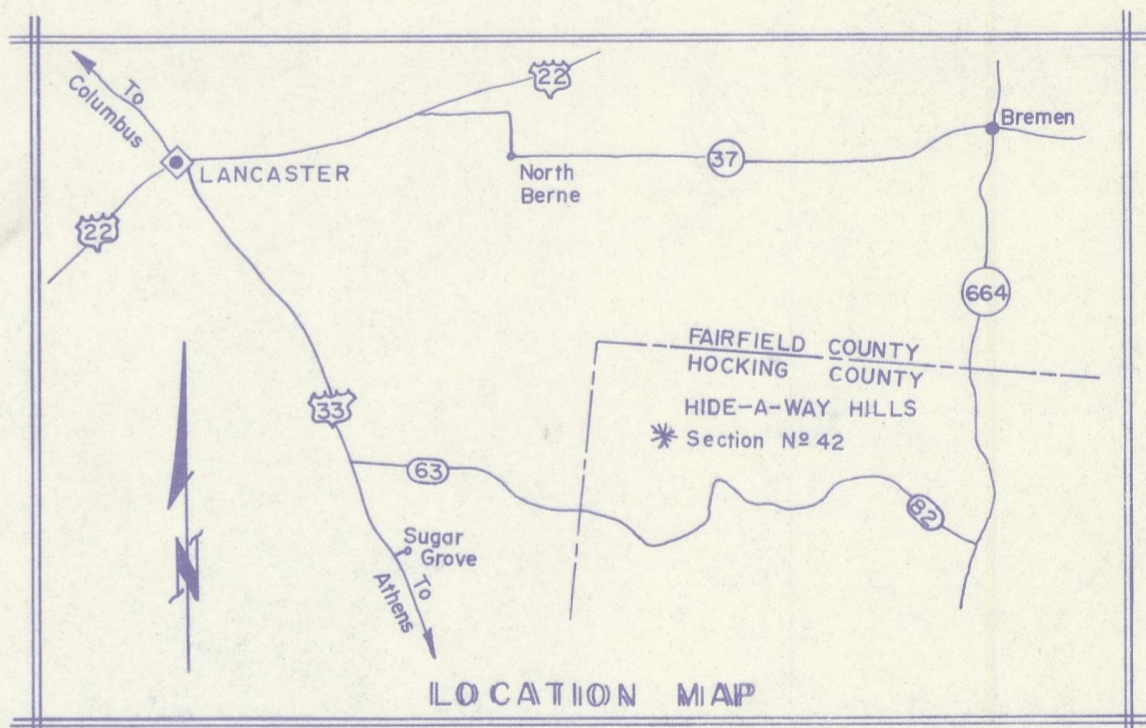 To
Columbus
22
Bremen
LANCASTER
North
Berne
37
22
664
FAIRFIELD COUNTY
HOCKING COUNTY
HIDE-A-WAY HILLS
Section Nº 42
33
63
82
Sugar
Grove
N
To
Athens
LOCATION MAP